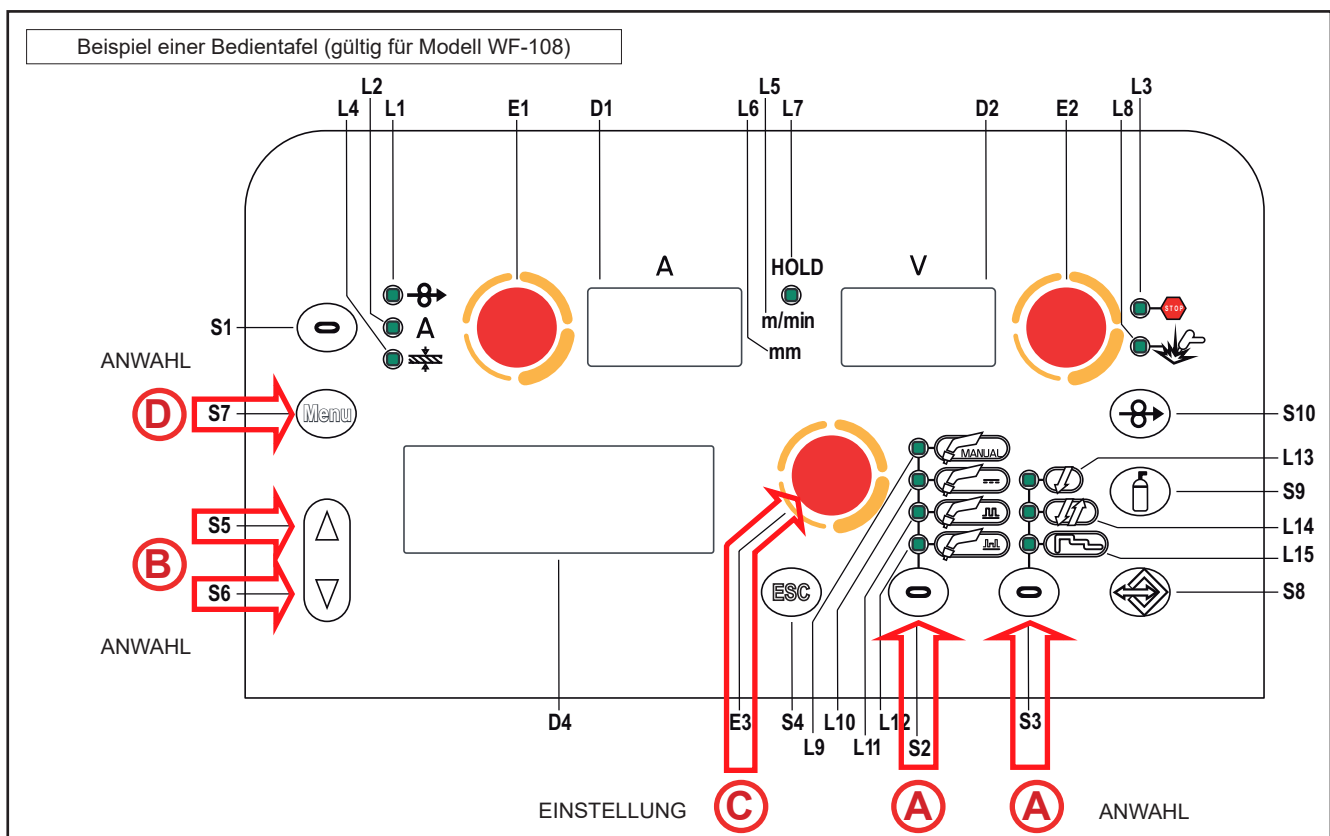 Beispiel einer Bedientafel (gültig für Modell WF-108)
L2 L5 L3
L4 L1 E1 D1 L6 L7 D2 E2 L8
A HOLD V
S1 A m/min STOP
mm
ANWAHL
D S7 Menu S10
MANUAL L13
S5 S9
B L14
S6 L15
ESC S8
ANWAHL
D4 E3 S4 L10 L12 S3
L9 L11 S2
EINSTELLUNG C A A ANWAHL